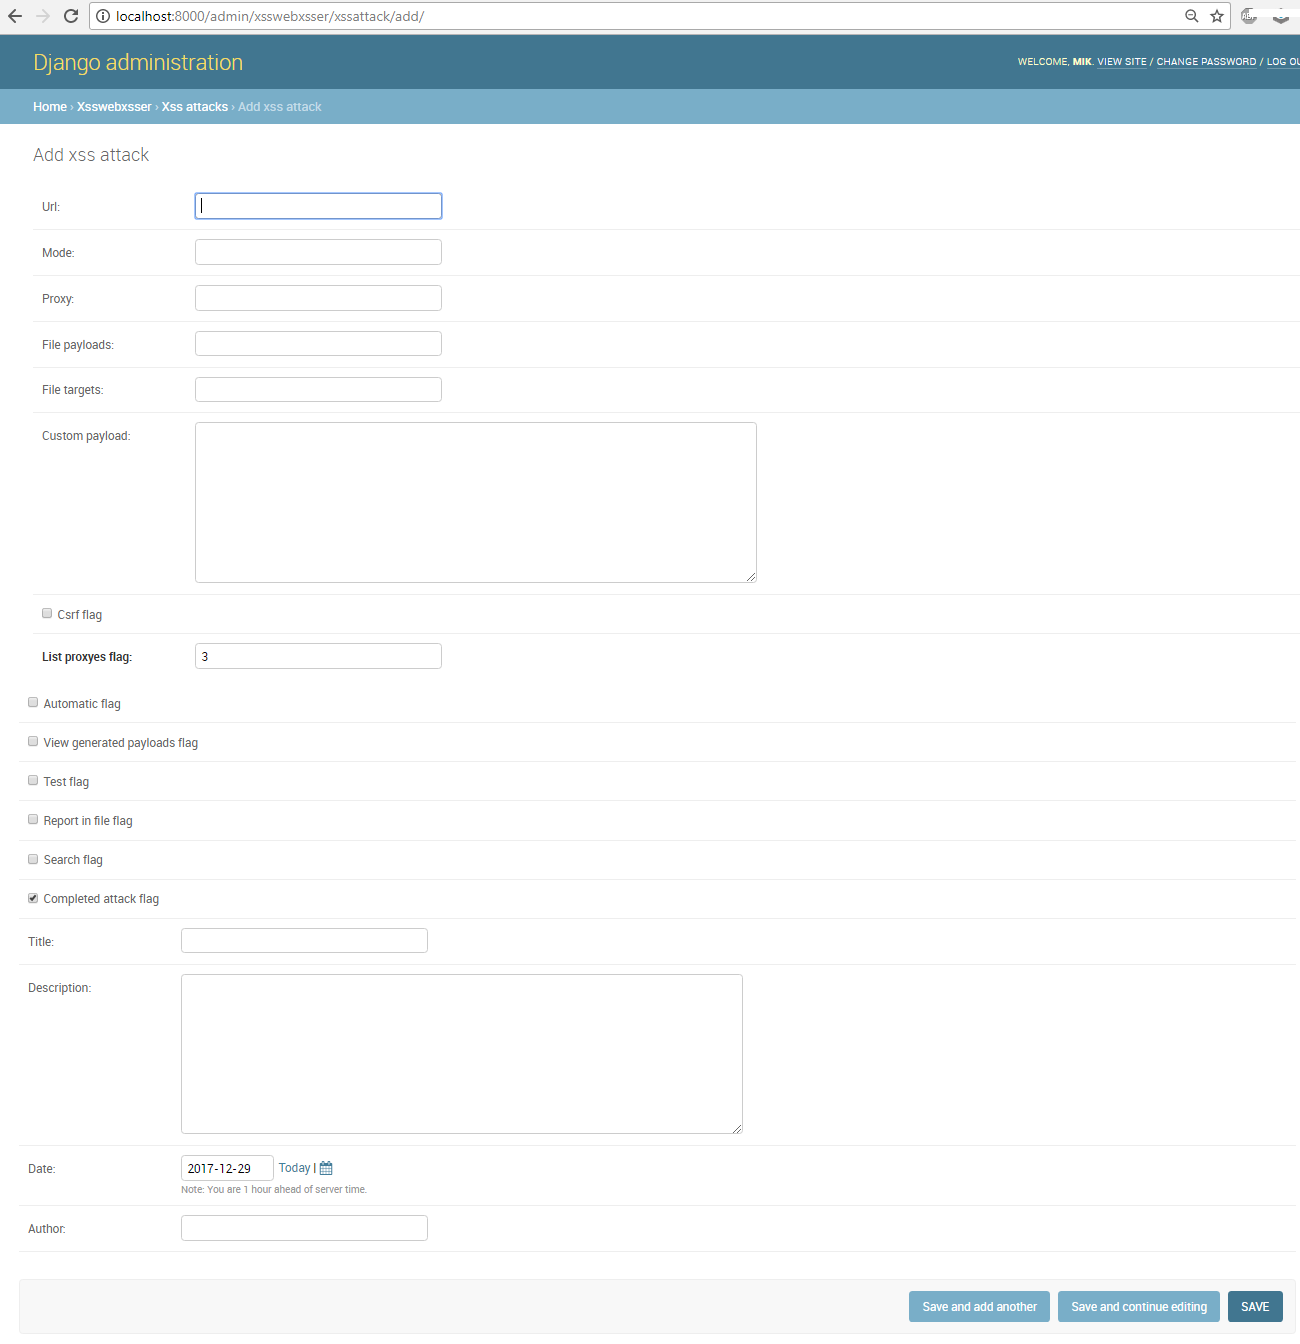 localhost:8000/admin/xsswebxsser/xssattack/add/
Django administration
WELCOME, MIK. VIEW SITE / CHANGE PASSWORD / LOG OU
Home › Xsswebxsser › Xss attacks › Add xss attack
Add xss attack
Url:
Mode:
Proxy:
File payloads:
File targets:
Custom payload:
Csrf flag
List proxyes flag: 3
Automatic flag
View generated payloads flag
Test flag
Report in file flag
Search flag
Completed attack flag
Title:
Description:
Date: 2017-12-29 Today |
Note: You are 1 hour ahead of server time.
Author:
Save and add another Save and continue editing SAVE